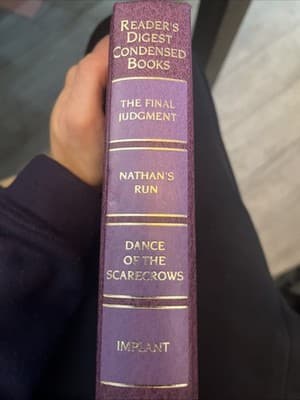 READER'S
DIGEST
CONDENSED
BOOKS
THE FINAL
JUDGMENT
NATHAN'S
RUN
DANCE
OF THE
SCARECROWS
IMPLANT